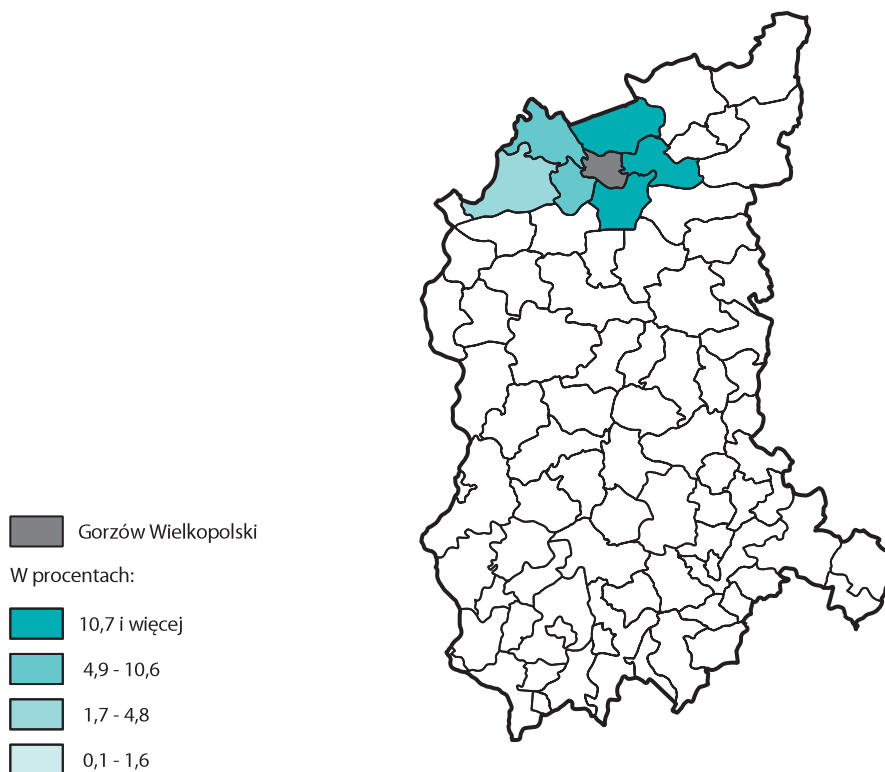 Gorzów Wielkopolski
W procentach:
10,7 i więcej
4,9 - 10,6
1,7 - 4,8
0,1 - 1,6